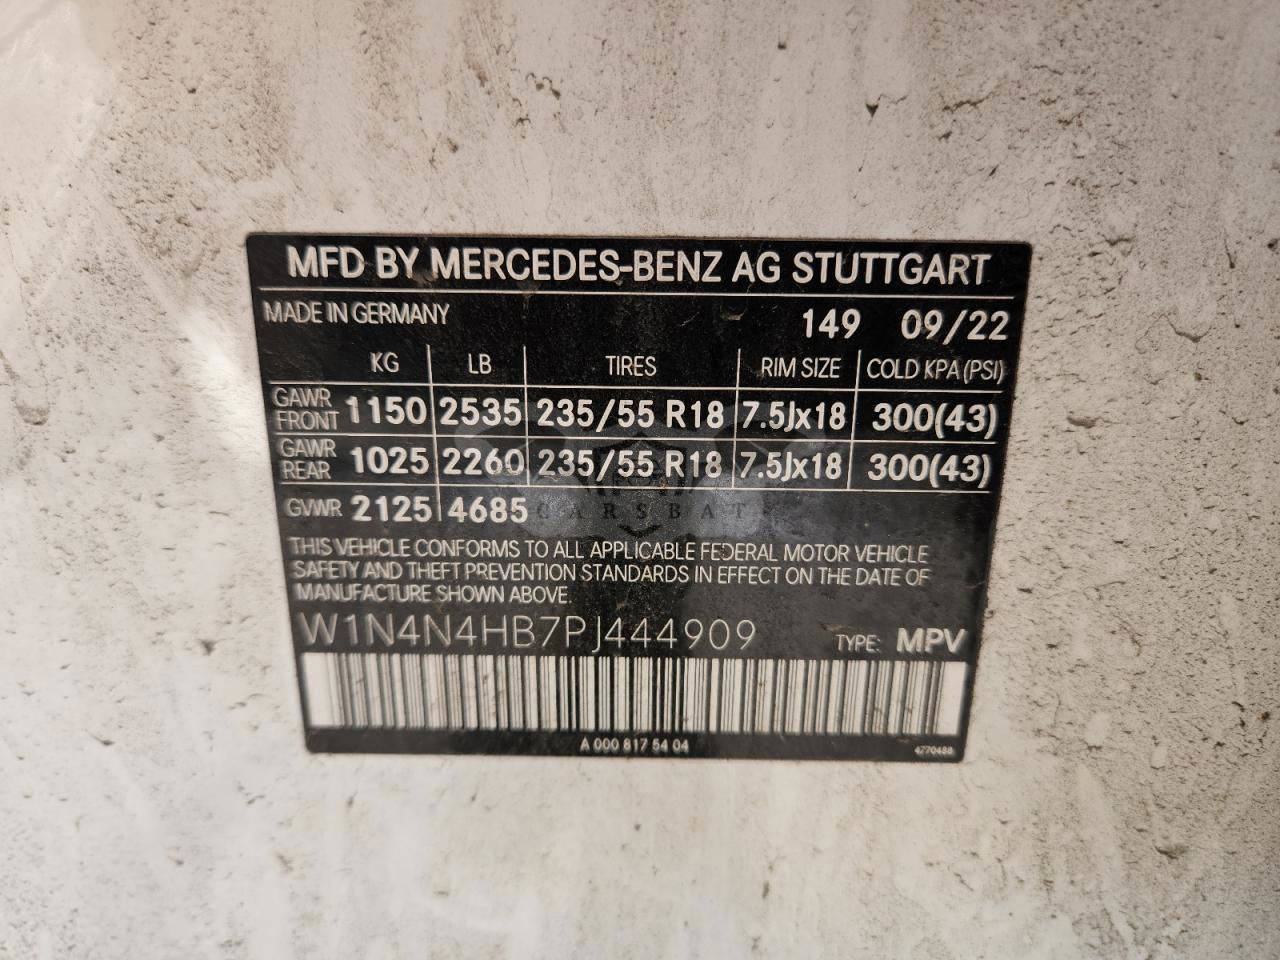 MFD BY MERCEDES-BENZ AG STUTTGART
MADE IN GERMANY 149 09/22
KG LB TIRES RIM SIZE COLD KPA (PSI)
GAWR FRONT 1150 2535 235/55 R18 7.5Jx18 300(43)
GAWR REAR 1025 2260 235/55 R18 7.5Jx18 300(43)
GVWR 2125 4685
CARSBAT
THIS VEHICLE CONFORMS TO ALL APPLICABLE FEDERAL MOTOR VEHICLE
SAFETY AND THEFT PREVENTION STANDARDS IN EFFECT ON THE DATE OF
MANUFACTURE SHOWN ABOVE.
W1N4N4HB7PJ444909 TYPE: MPV
A 000 817 54 04 4770488